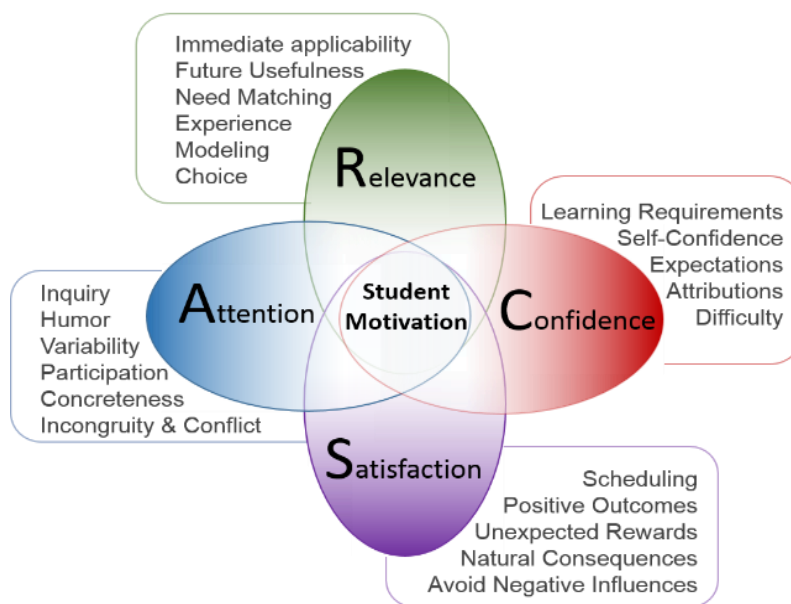 Immediate applicability
Future Usefulness
Need Matching
Experience
Modeling
Choice
Relevance
Learning Requirements
Self-Confidence
Expectations
Attributions
Difficulty
Inquiry
Humor
Variability
Participation
Concreteness
Incongruity & Conflict
Attention
Student
Motivation
Confidence
Satisfaction
Scheduling
Positive Outcomes
Unexpected Rewards
Natural Consequences
Avoid Negative Influences